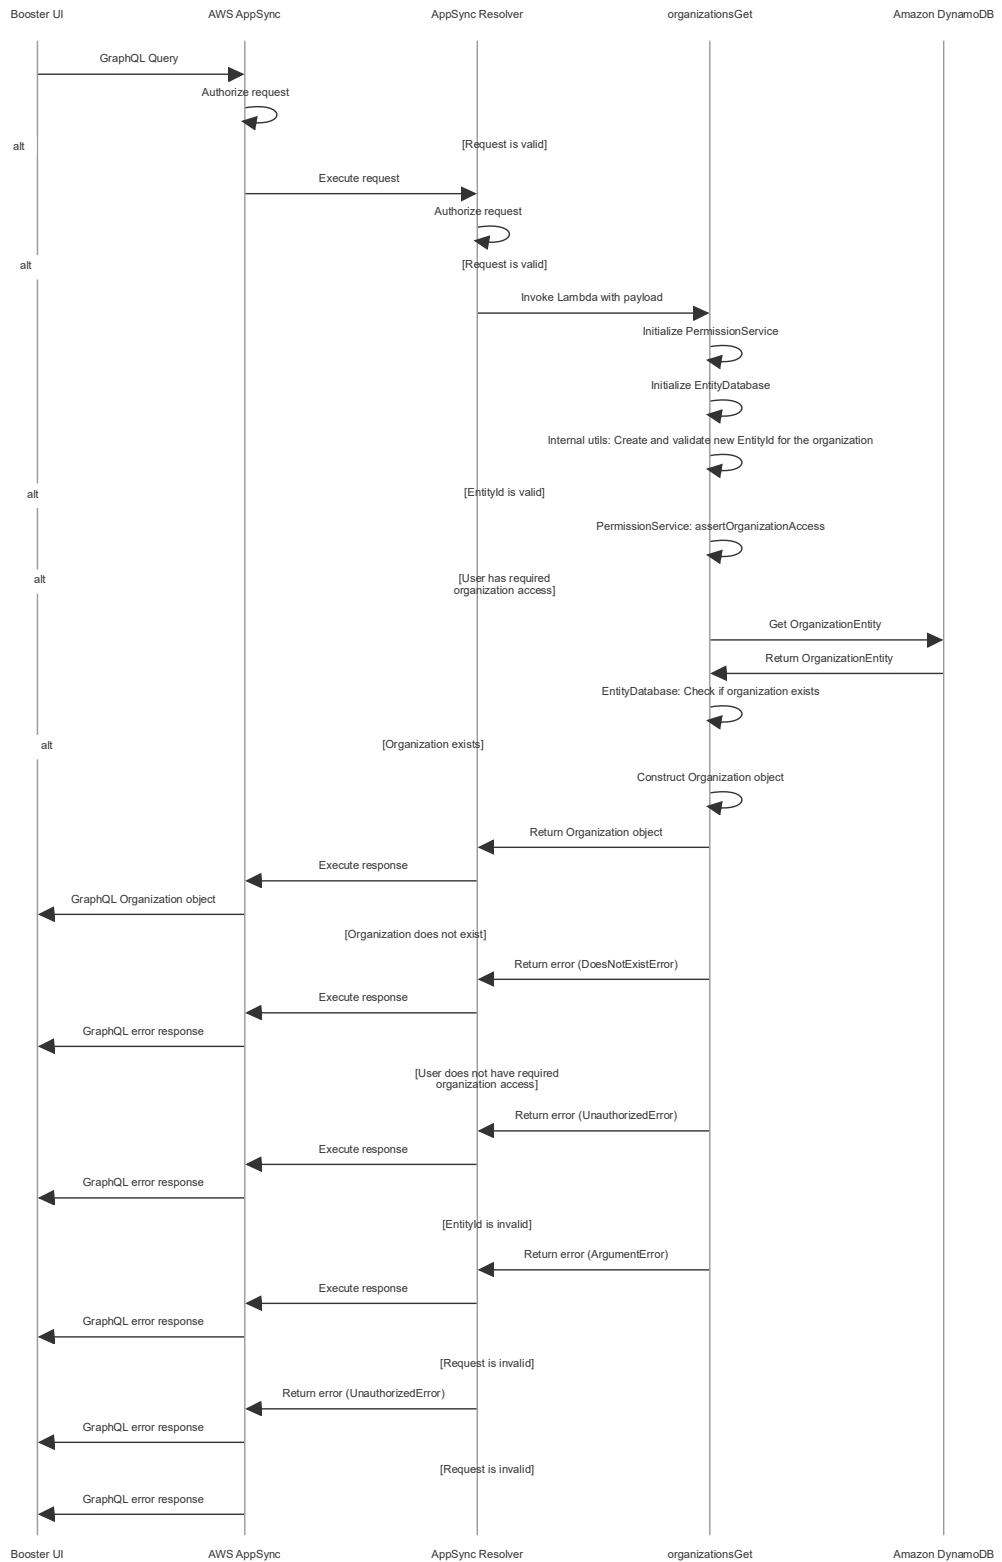 Booster UI
AWS AppSync
AppSync Resolver
organizationsGet
Amazon DynamoDB
GraphQL Query
Authorize request
alt
[Request is valid]
Execute request
Authorize request
alt
[Request is valid]
Invoke Lambda with payload
Initialize PermissionService
Initialize EntityDatabase
Internal utils: Create and validate new EntityId for the organization
alt
[EntityId is valid]
PermissionService: assertOrganizationAccess
alt
[User has required
organization access]
Get OrganizationEntity
Return OrganizationEntity
EntityDatabase: Check if organization exists
alt
[Organization exists]
Construct Organization object
Return Organization object
Execute response
GraphQL Organization object
[Organization does not exist]
Return error (DoesNotExistError)
Execute response
GraphQL error response
[User does not have required
organization access]
Return error (UnauthorizedError)
Execute response
GraphQL error response
[EntityId is invalid]
Return error (ArgumentError)
Execute response
GraphQL error response
[Request is invalid]
Return error (UnauthorizedError)
GraphQL error response
[Request is invalid]
GraphQL error response
Booster UI
AWS AppSync
AppSync Resolver
organizationsGet
Amazon DynamoDB